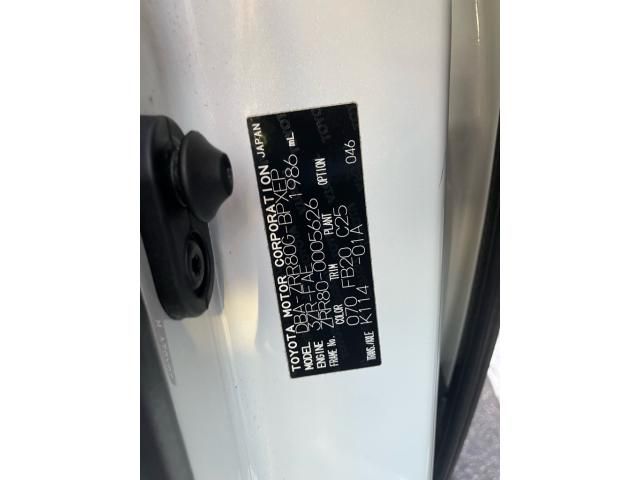 TOYOTA MOTOR CORPORATION JAPAN
MODEL DBA-ZRR80G-BPXEP
ENGINE 3ZR-FAE 1986 mL
FRAME No. ZRR80-0005626
COLOR TRIM PLANT OPTION
070 FB20 C25 046
TRANS/AXLE K114 -01A